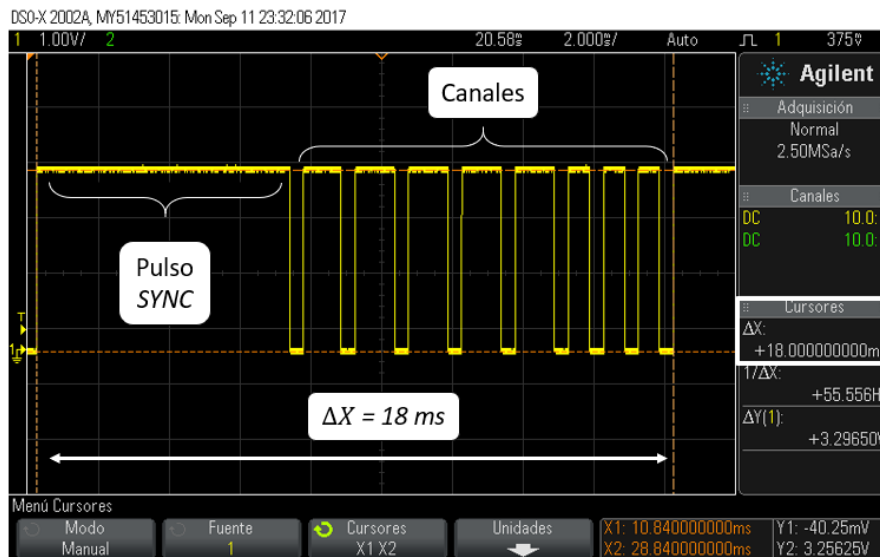 DSO-X 2002A, MY51453015: Mon Sep 11 23:32:06 2017
1 1.00V/ 2 20.58ms 2.000ms/ Auto 1 375mV
Agilent
Adquisición
Normal
2.50MSa/s
Canales
DC 10.0:
DC 10.0:
Cursores
ΔX:
+18.000000000m
1/ΔX:
+55.556H
ΔY(1):
+3.29650V
Canales
Pulso
SYNC
ΔX = 18 ms
T
1
Menú Cursores
Modo
Manual
Fuente
1
Cursores
X1 X2
Unidades
X1: 10.840000000ms
X2: 28.840000000ms
Y1: -40.25mV
Y2: 3.25625V